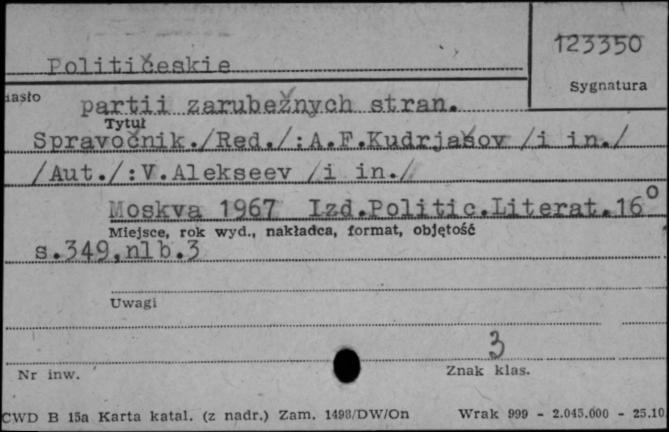 123350
Političeskie
Sygnatura
iasło
partii zarubežnych stran.
Tytuł
Spravočnik./Red./:A.F.Kudrjašov /i in./
/Aut./:V.Alekseev /i in./
Moskva 1967 Izd.Politic.Literat.16°
Miejsce, rok wyd., nakładca, format, objętość
s.349,nlb.3
Uwagi
3
Nr inw.
Znak klas.
CWD B 15a Karta katal. (z nadr.) Zam. 1498/DW/On Wrak 999 - 2.045.000 - 25.10